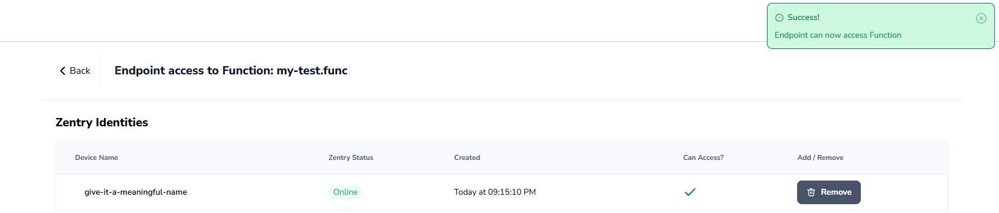 Success!
Endpoint can now access Function
Back
Endpoint access to Function: my-test.func
Zentry Identities
Device Name Zentry Status Created Can Access? Add / Remove
give-it-a-meaningful-name Online Today at 09:15:10 PM Remove